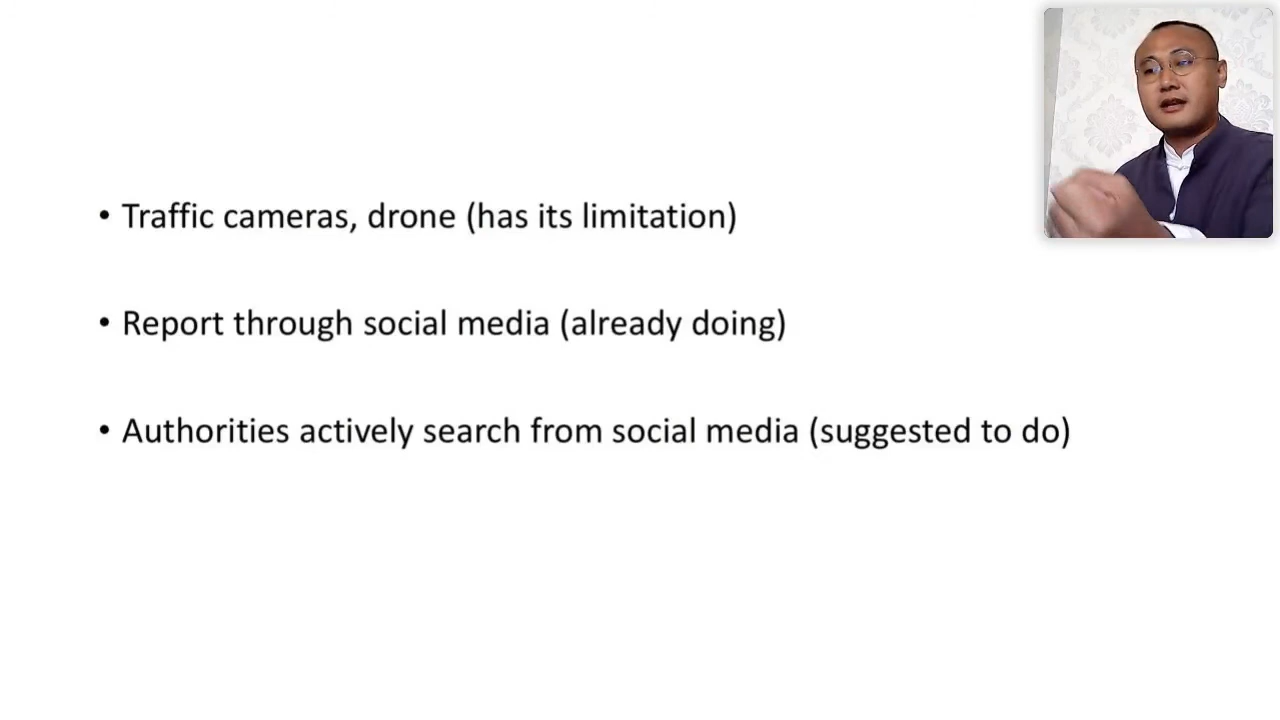 • Traffic cameras, drone (has its limitation)
• Report through social media (already doing)
• Authorities actively search from social media (suggested to do)